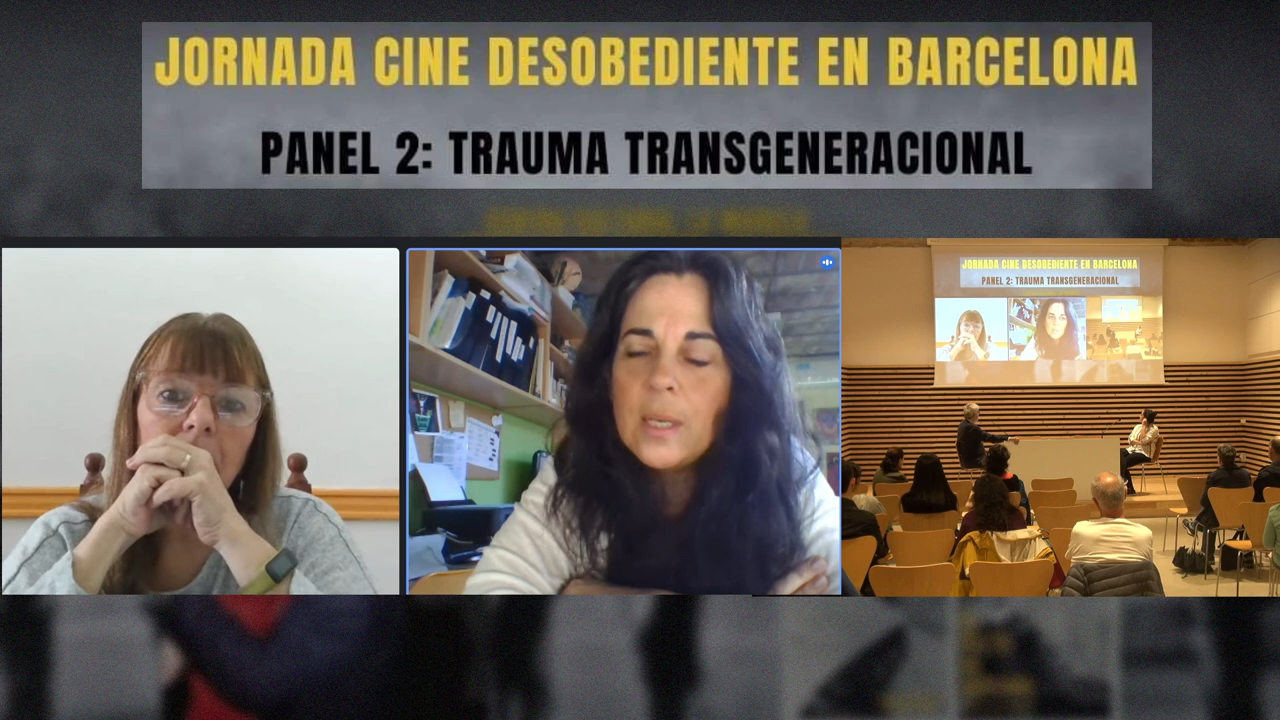 JORNADA CINE DESOBEDIENTE EN BARCELONA
PANEL 2: TRAUMA TRANSGENERACIONAL
JORNADA CINE DESOBEDIENTE EN BARCELONA
PANEL 2: TRAUMA TRANSGENERACIONAL